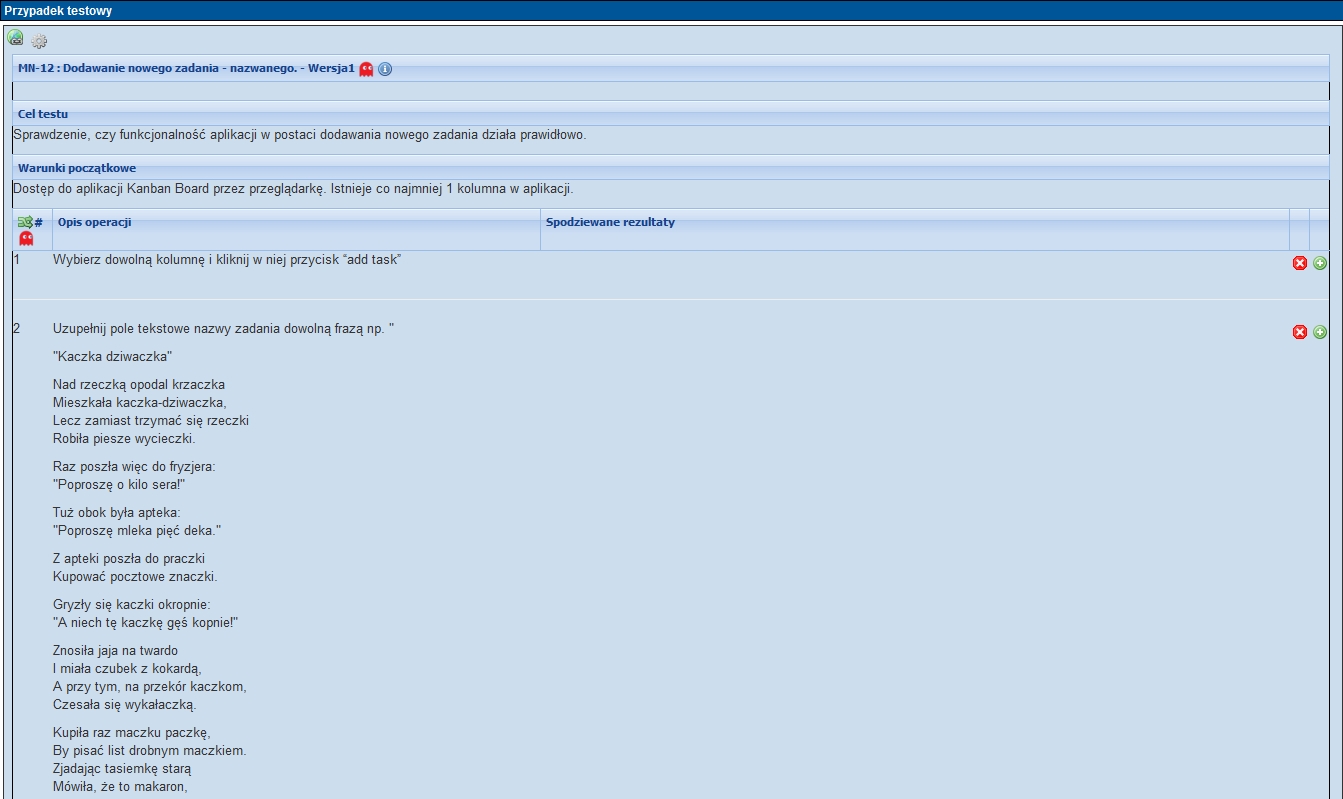 Przypadek testowy
MN-12 : Dodawanie nowego zadania - nazwanego. - Wersja1
Cel testu
Sprawdzenie, czy funkcjonalność aplikacji w postaci dodawania nowego zadania działa prawidłowo.
Warunki początkowe
Dostęp do aplikacji Kanban Board przez przeglądarkę. Istnieje co najmniej 1 kolumna w aplikacji.
# Opis operacji Spodziewane rezultaty
1 Wybierz dowolną kolumnę i kliknij w niej przycisk “add task”
2 Uzupełnij pole tekstowe nazwy zadania dowolną frazą np. "
"Kaczka dziwaczka"
Nad rzeczką opodal krzaczka
Mieszkała kaczka-dziwaczka,
Lecz zamiast trzymać się rzeczki
Robiła piesze wycieczki.
Raz poszła więc do fryzjera:
"Poproszę o kilo sera!"
Tuż obok była apteka:
"Poproszę mleka pięć deka."
Z apteki poszła do praczki
Kupować pocztowe znaczki.
Gryzły się kaczki okropnie:
"A niech tę kaczkę gęś kopnie!"
Znosiła jaja na twardo
I miała czubek z kokardą,
A przy tym, na przekór kaczkom,
Czesała się wykałaczką.
Kupiła raz maczku paczkę,
By pisać list drobnym maczkiem.
Zjadając tasiemkę starą
Mówiła, że to makaron,